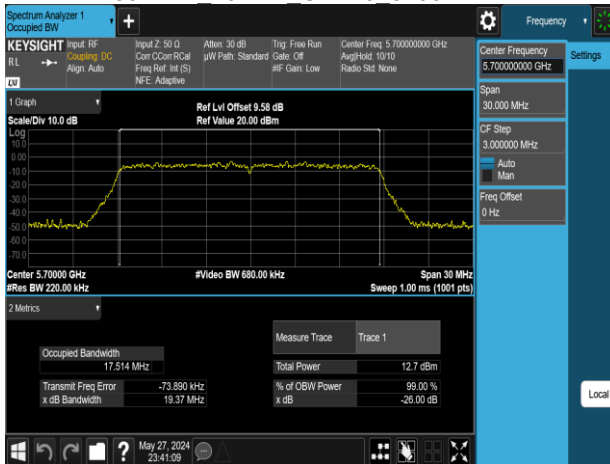 Spectrum Analyzer 1
Occupied BW
+
Frequency
KEYSIGHT
RL
LXI
Input: RF
Coupling: DC
Align: Auto
Input Z: 50 Ω
Corr CCorr RCal
Freq Ref: Int (S)
NFE: Adaptive
Atten: 30 dB
µW Path: Standard
Trig: Free Run
Gate: Off
#IF Gain: Low
Center Freq: 5.700000000 GHz
Avg|Hold: 10/10
Radio Std: None
Center Frequency
5.700000000 GHz
Settings
Span
30.000 MHz
CF Step
3.000000 MHz
Auto
Man
Freq Offset
0 Hz
Local
1 Graph
Scale/Div 10.0 dB
Ref Lvl Offset 9.58 dB
Ref Value 20.00 dBm
Log
10.0
0.00
-10.0
-20.0
-30.0
-40.0
-50.0
-60.0
-70.0
Center 5.70000 GHz
#Res BW 220.00 kHz
#Video BW 680.00 kHz
Span 30 MHz
Sweep 1.00 ms (1001 pts)
2 Metrics
Measure Trace Trace 1
Occupied Bandwidth
17.514 MHz
Total Power 12.7 dBm
Transmit Freq Error -73.890 kHz
% of OBW Power 99.00 %
x dB Bandwidth 19.37 MHz
x dB -26.00 dB
?
May 27, 2024
23:41:09